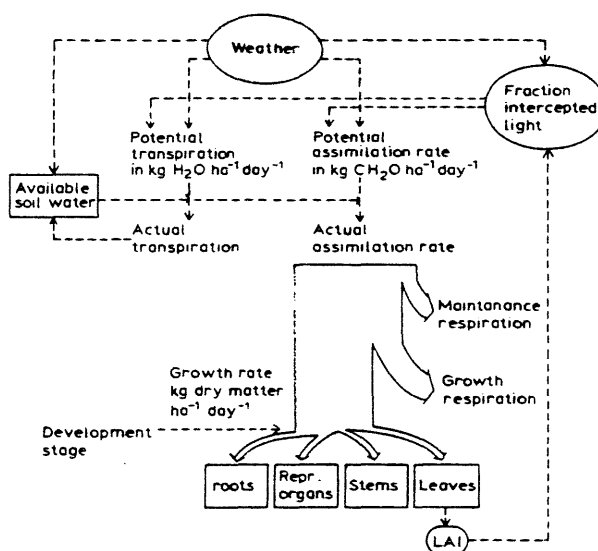 Weather
Fraction
intercepted
light
Potential
transpiration
in kg H₂O ha⁻¹ day⁻¹
Potential
assimilation rate
in kg CH₂O ha⁻¹ day⁻¹
Available
soil water
Actual
transpiration
Actual
assimilation rate
Maintanance
respiration
Growth rate
kg dry matter
ha⁻¹ day⁻¹
Growth
respiration
Development
stage
roots
Repr.
organs
Stems
Leaves
LAI